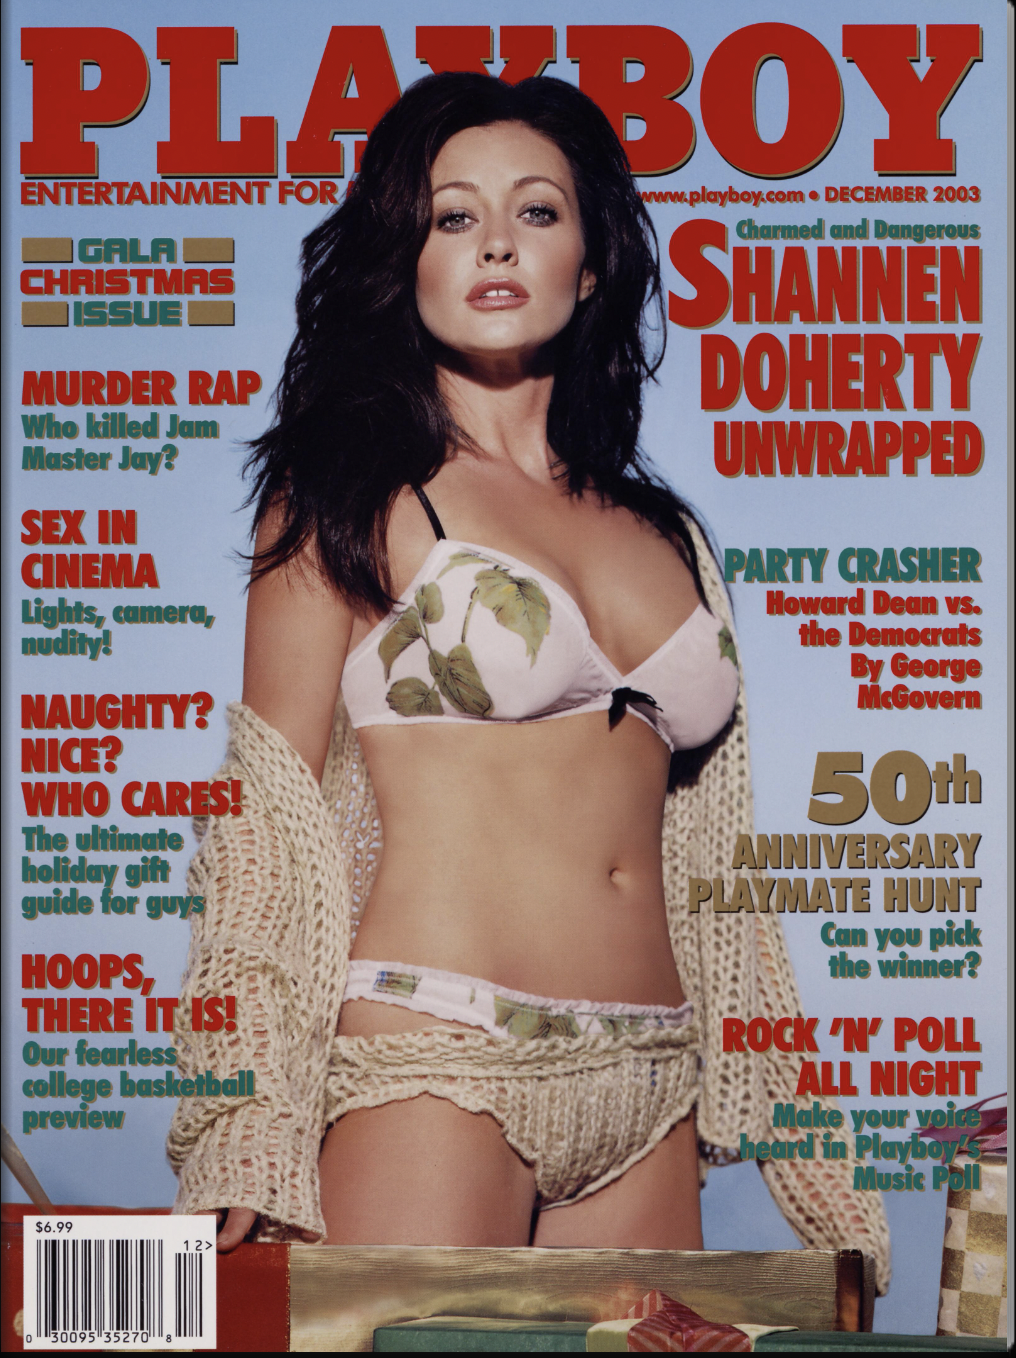 PLAYBOY
ENTERTAINMENT FOR
www.playboy.com • DECEMBER 2003
GALA
CHRISTMAS
ISSUE
MURDER RAP
Who killed Jam
Master Jay?
SEX IN
CINEMA
Lights, camera,
nudity!
NAUGHTY?
NICE?
WHO CARES!
The ultimate
holiday gift
guide for guys
HOOPS,
THERE IT IS!
Our fearless
college basketball
preview
Charmed and Dangerous
SHANNEN
DOHERTY
UNWRAPPED
PARTY CRASHER
Howard Dean vs.
the Democrats
By George
McGovern
50th
ANNIVERSARY
PLAYMATE HUNT
Can you pick
the winner?
ROCK 'N' POLL
ALL NIGHT
Make your voice
heard in Playboy's
Music Poll
$6.99
12>
0 30095 35270 8